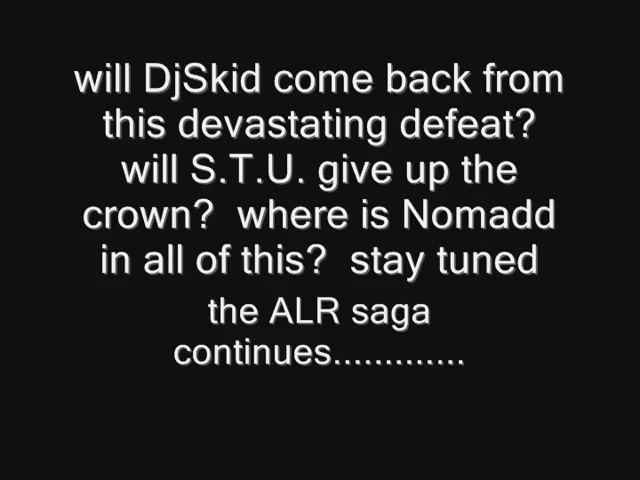 will DjSkid come back from
this devastating defeat?
will S.T.U. give up the
crown?  where is Nomadd
in all of this?  stay tuned
the ALR saga
continues.............